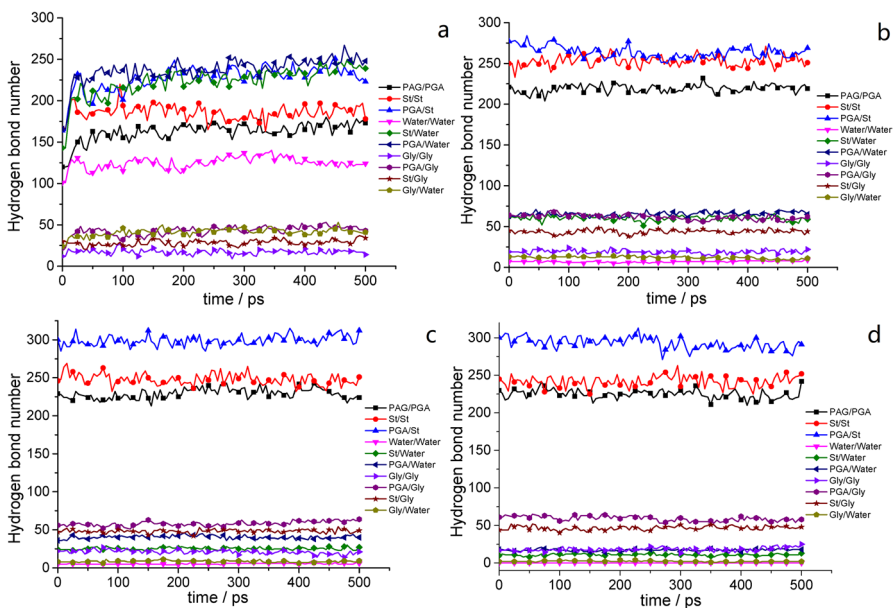 a
Hydrogen bond number
300
250
200
150
100
50
0
0
100
200
300
400
500
time / ps
PAG/PGA
St/St
PGA/St
Water/Water
St/Water
PGA/Water
Gly/Gly
PGA/Gly
St/Gly
Gly/Water
b
Hydrogen bond number
300
250
200
150
100
50
0
0
100
200
300
400
500
time / ps
PAG/PGA
St/St
PGA/St
Water/Water
St/Water
PGA/Water
Gly/Gly
PGA/Gly
St/Gly
Gly/Water
c
Hydrogen bond number
300
250
200
150
100
50
0
0
100
200
300
400
500
time / ps
PAG/PGA
St/St
PGA/St
Water/Water
St/Water
PGA/Water
Gly/Gly
PGA/Gly
St/Gly
Gly/Water
d
Hydrogen bond number
300
250
200
150
100
50
0
0
100
200
300
400
500
time / ps
PAG/PGA
St/St
PGA/St
Water/Water
St/Water
PGA/Water
Gly/Gly
PGA/Gly
St/Gly
Gly/Water